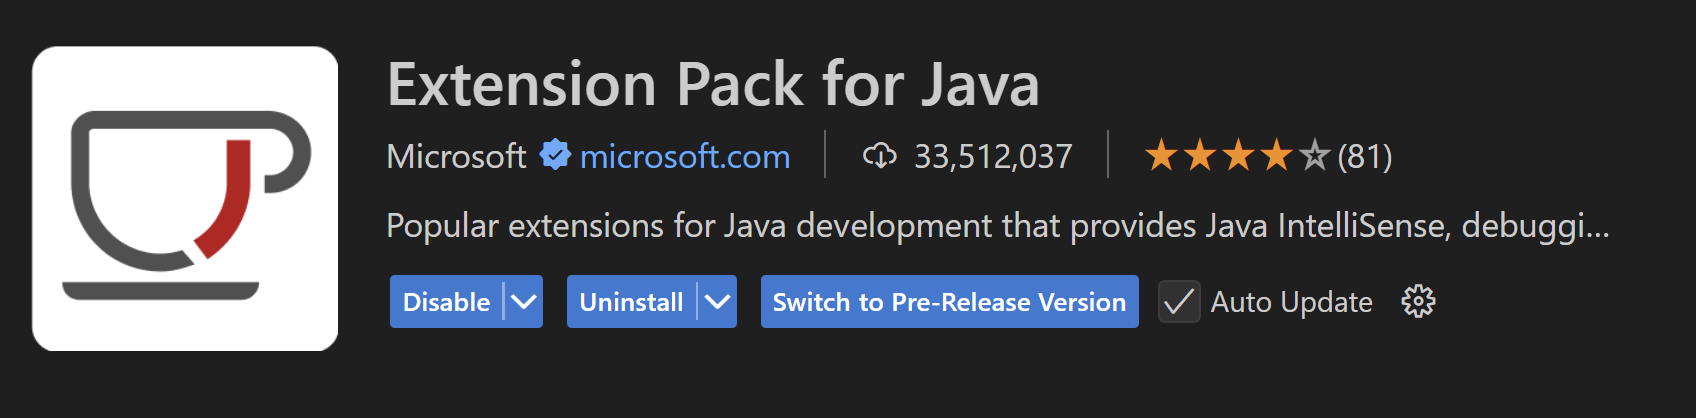 Extension Pack for Java
Microsoft microsoft.com 33,512,037 (81)
Popular extensions for Java development that provides Java IntelliSense, debuggi...
Disable Uninstall Switch to Pre-Release Version Auto Update